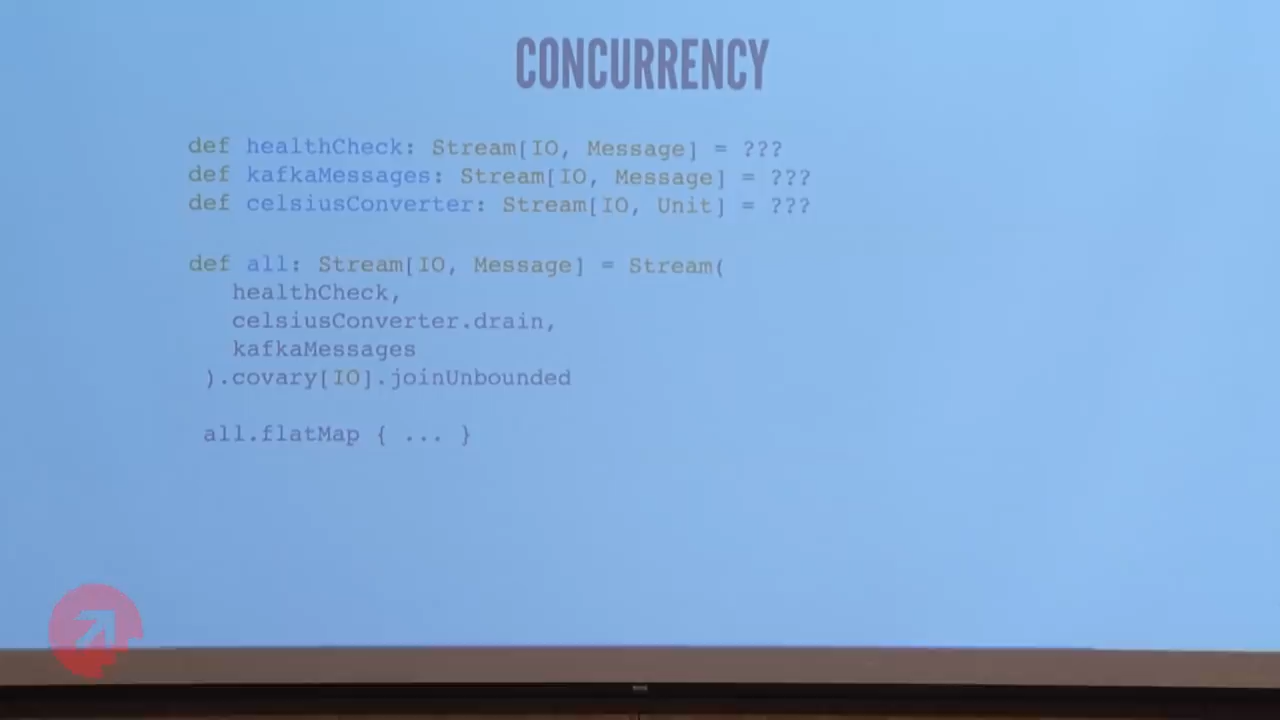 CONCURRENCY
def healthCheck: Stream[IO, Message] = ???
def kafkaMessages: Stream[IO, Message] = ???
def celsiusConverter: Stream[IO, Unit] = ???
def all: Stream[IO, Message] = Stream(
healthCheck,
celsiusConverter.drain,
kafkaMessages
).covary[IO].joinUnbounded
all.flatMap { ... }